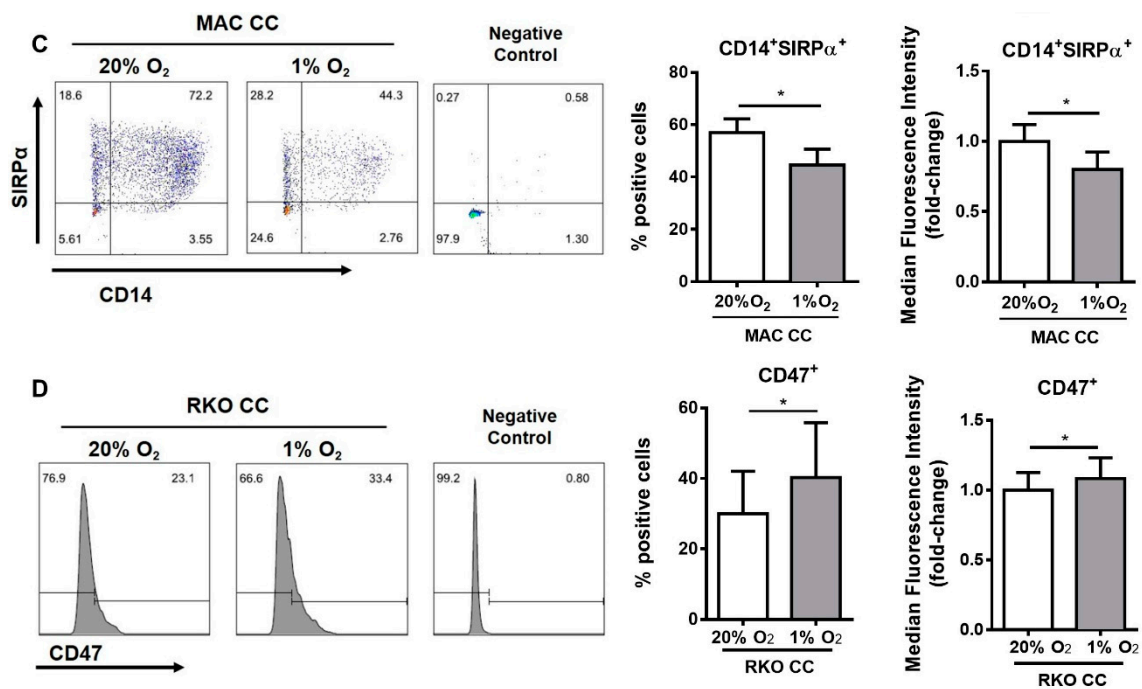 C
MAC CC
20% O₂
1% O₂
Negative
Control
18.6 72.2
5.61 3.55
28.2 44.3
24.6 2.76
0.27 0.58
97.9 1.30
SIRPα
CD14
CD14⁺SIRPα⁺
% positive cells
80
60
40
20
0
20%O₂ 1%O₂
MAC CC
*
CD14⁺SIRPα⁺
Median Fluorescence Intensity
(fold-change)
1.5
1.0
0.5
0.0
20%O₂ 1%O₂
MAC CC
*
D
RKO CC
20% O₂
1% O₂
Negative
Control
76.9 23.1
66.6 33.4
99.2 0.80
CD47
CD47⁺
% positive cells
60
40
20
0
20% O₂ 1% O₂
RKO CC
*
CD47⁺
Median Fluorescence Intensity
(fold-change)
1.5
1.0
0.5
0.0
20% O₂ 1% O₂
RKO CC
*